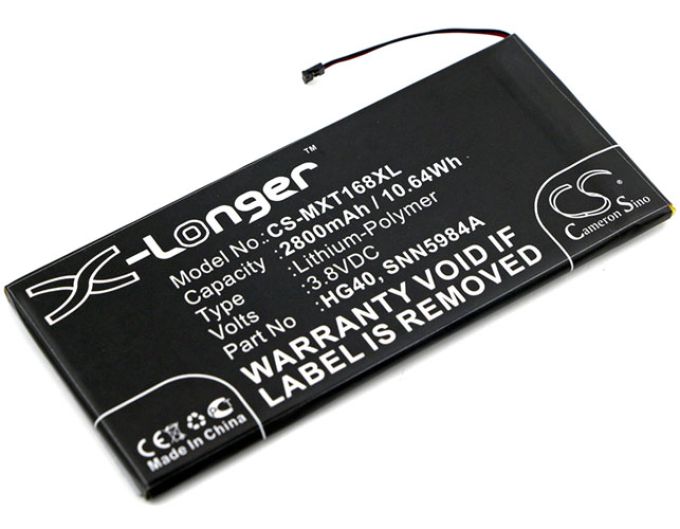 X-Longer™
Model No.: CS-MXT168XL
Capacity : 2800mAh / 10.64Wh
Type : Lithium-Polymer
Volts : 3.8VDC
Part No : HG40, SNN5984A
WARRANTY VOID IF
LABEL IS REMOVED
CS
Cameron Sino
CE
Made in China